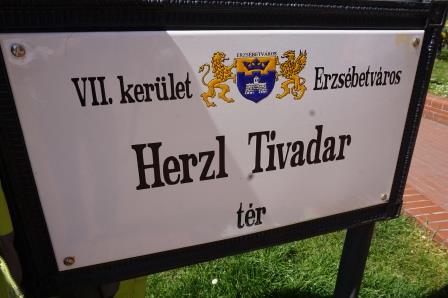 ERZSÉBETVÁROS
VII. kerület Erzsébetváros
Herzl Tivadar
tér